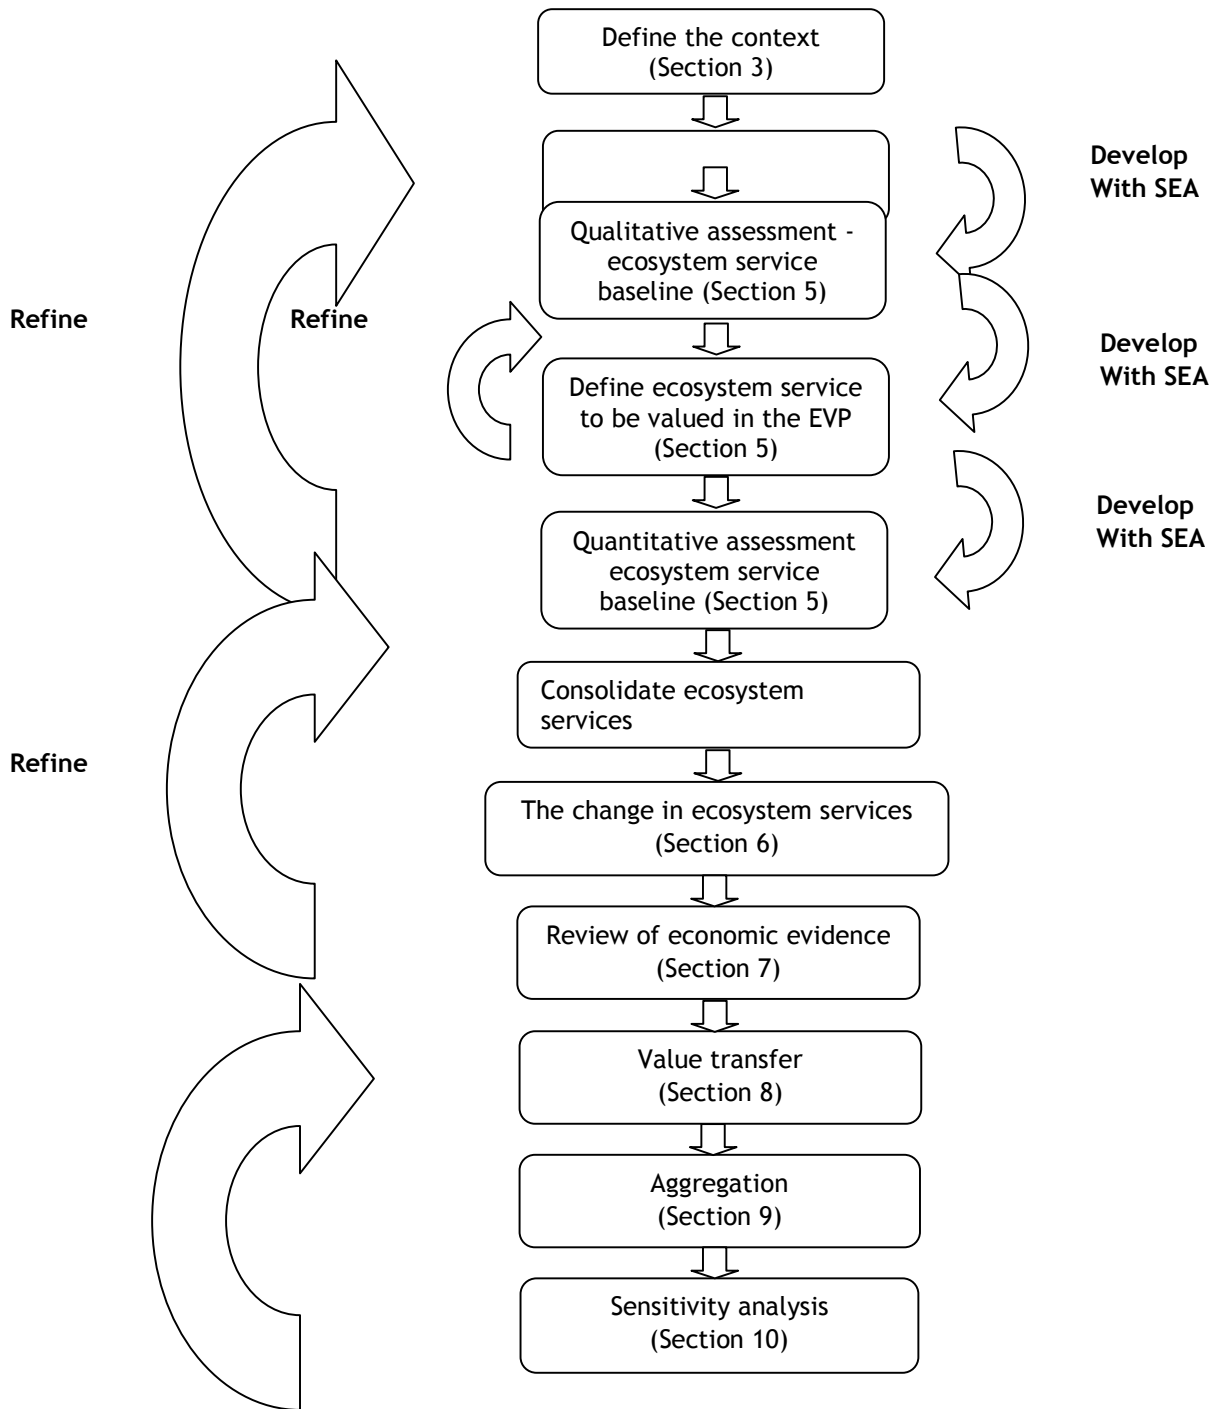 Define the context
(Section 3)
Develop
With SEA
Qualitative assessment -
ecosystem service
baseline (Section 5)
Refine
Refine
Develop
With SEA
Define ecosystem service
to be valued in the EVP
(Section 5)
Develop
With SEA
Quantitative assessment
ecosystem service
baseline (Section 5)
Consolidate ecosystem
services
Refine
The change in ecosystem services
(Section 6)
Review of economic evidence
(Section 7)
Value transfer
(Section 8)
Aggregation
(Section 9)
Sensitivity analysis
(Section 10)